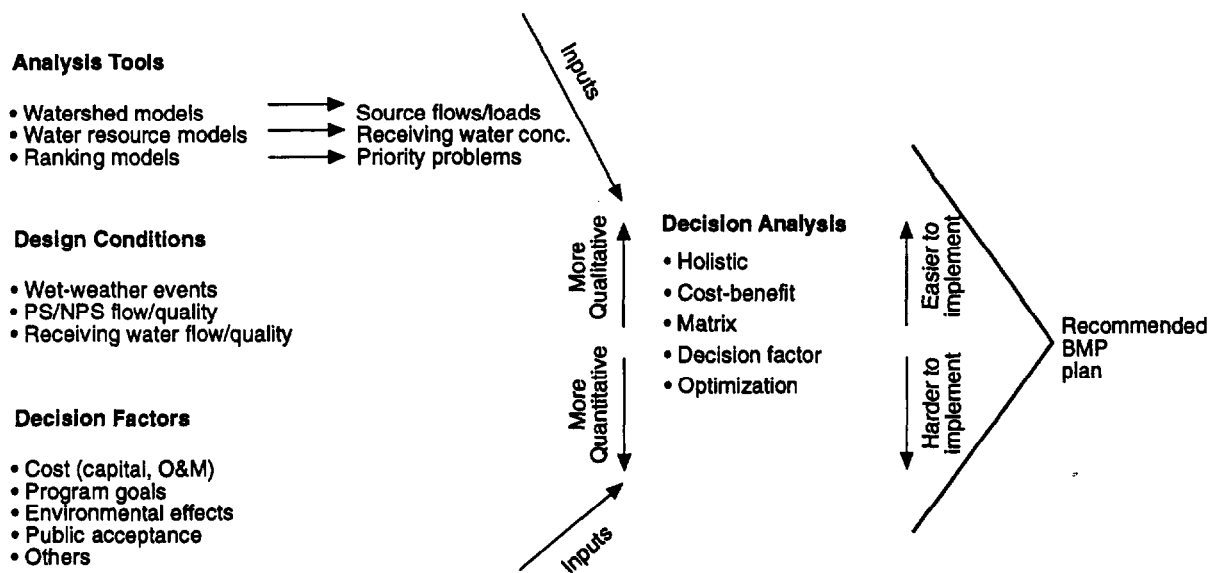 Analysis Tools
• Watershed models
• Water resource models
• Ranking models
Source flows/loads
Receiving water conc.
Priority problems
Design Conditions
• Wet-weather events
• PS/NPS flow/quality
• Receiving water flow/quality
Decision Factors
• Cost (capital, O&M)
• Program goals
• Environmental effects
• Public acceptance
• Others
Inputs
More
Qualitative
More
Quantitative
Inputs
Decision Analysis
• Holistic
• Cost-benefit
• Matrix
• Decision factor
• Optimization
Easier to
implement
Harder to
implement
Recommended
BMP
plan